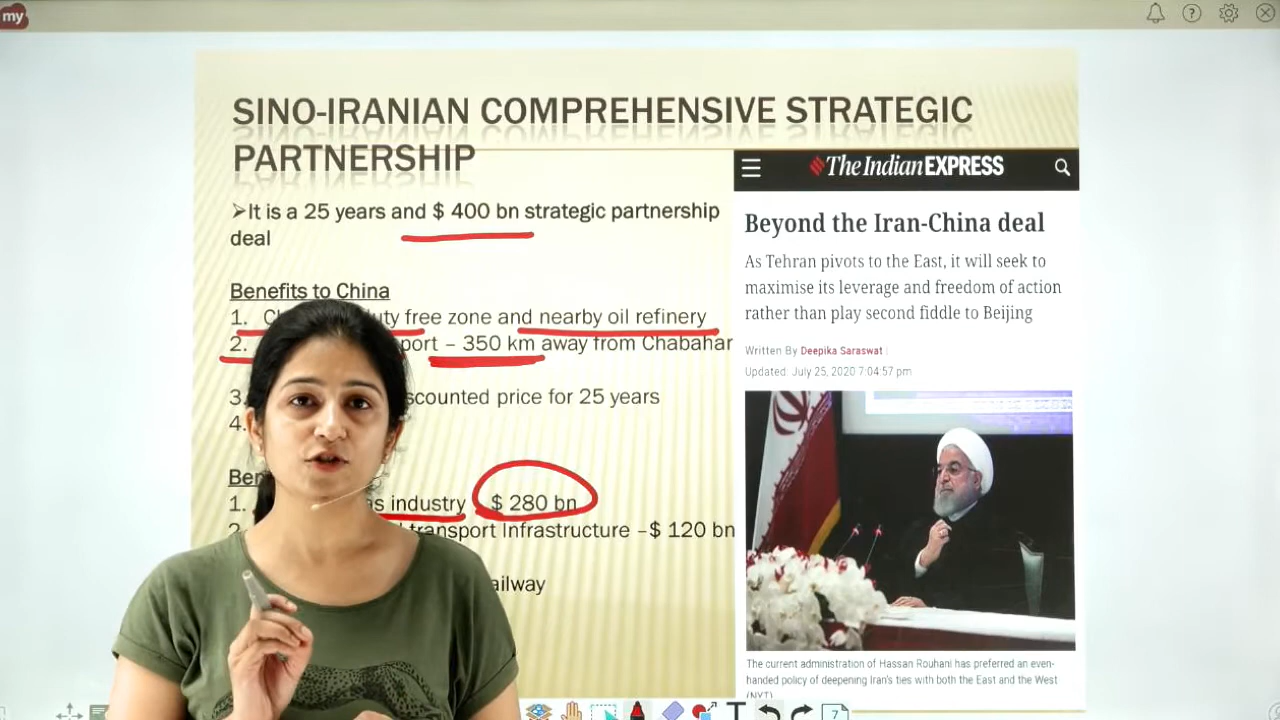 my
SINO-IRANIAN COMPREHENSIVE STRATEGIC
PARTNERSHIP
➢It is a 25 years and $ 400 bn strategic partnership
deal
Benefits to China
1. free zone and nearby oil refinery
2. – 350 km away from Chabahar
3. price for 25 years
4.
1. industry $ 280 bn
transport Infrastructure –$ 120 bn
The Indian EXPRESS
Beyond the Iran-China deal
As Tehran pivots to the East, it will seek to
maximise its leverage and freedom of action
rather than play second fiddle to Beijing
Written By Deepika Saraswat
Updated: July 25, 2020 7:04:57 pm
The current administration of Hassan Rouhani has preferred an even-
handed policy of deepening Iran's ties with both the East and the West
(NYT)
T
7